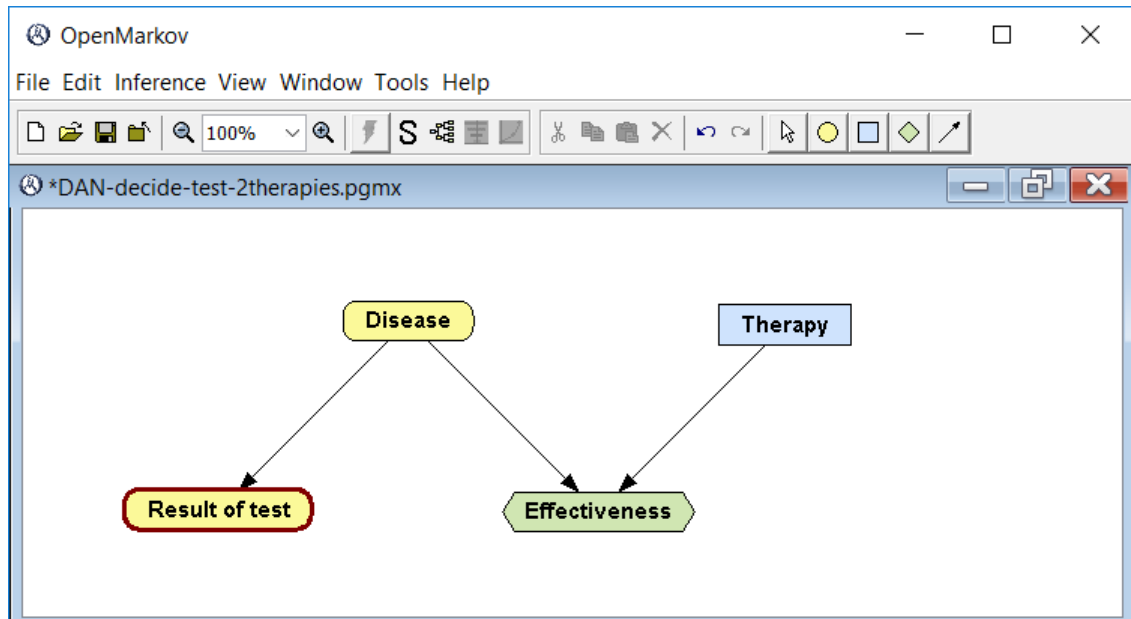 OpenMarkov
File Edit Inference View Window Tools Help
100% S
*DAN-decide-test-2therapies.pgmx
Disease
Therapy
Result of test
Effectiveness